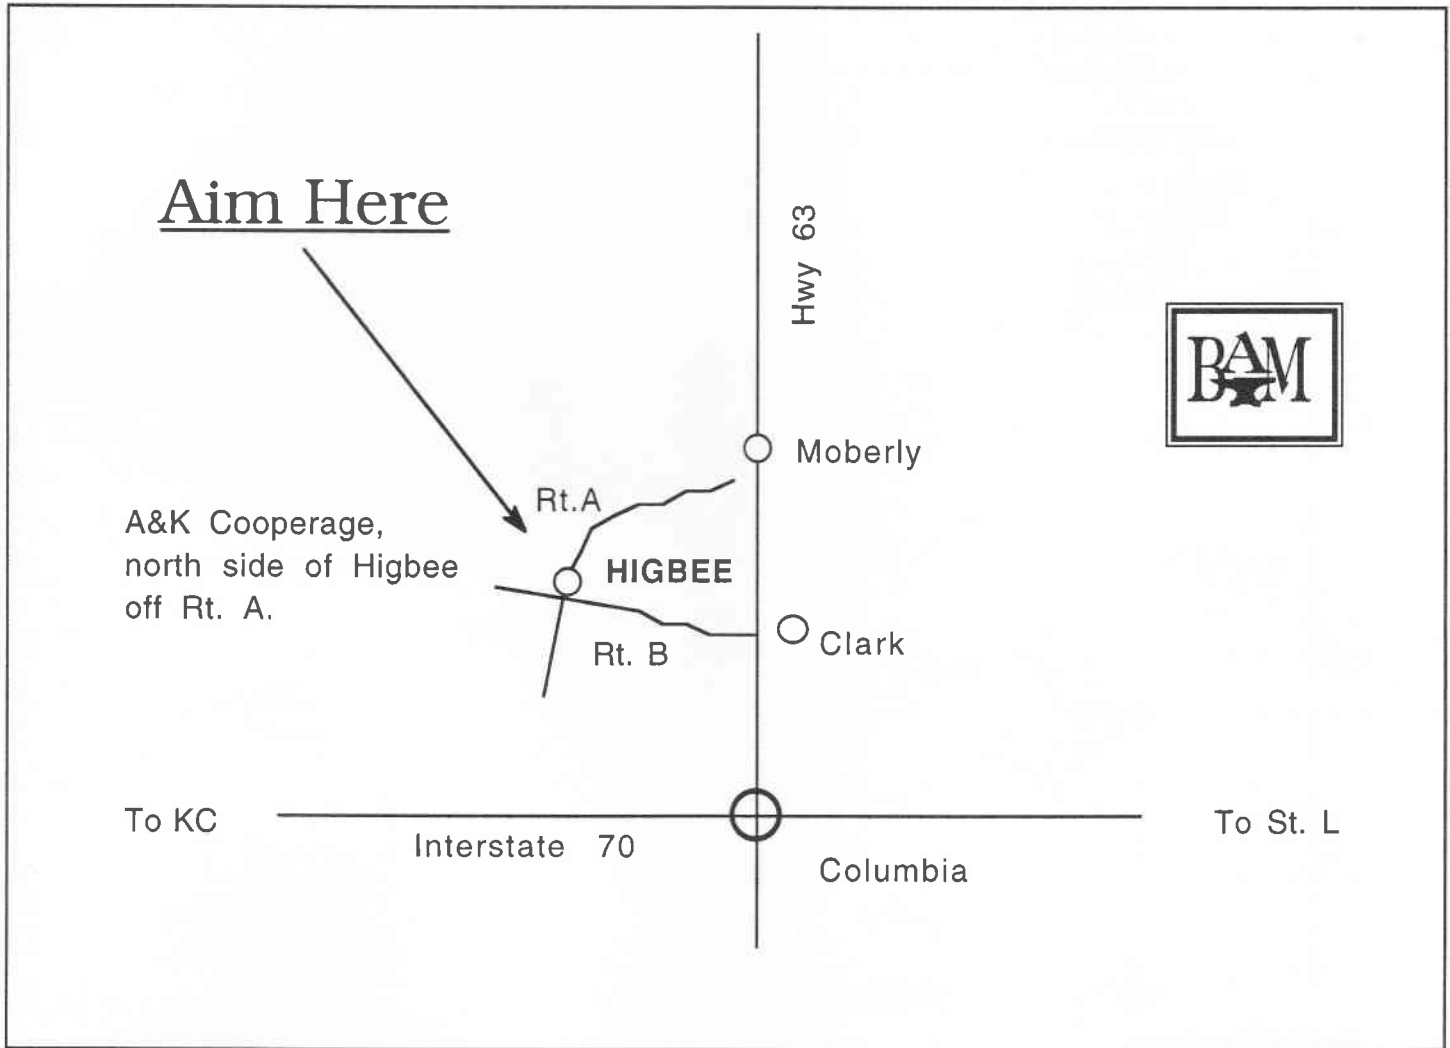 Aim Here
Hwy 63
BAM
Moberly
Rt.A
A&K Cooperage,
north side of Higbee
off Rt. A.
HIGBEE
Rt. B
Clark
To KC
Interstate 70
To St. L
Columbia